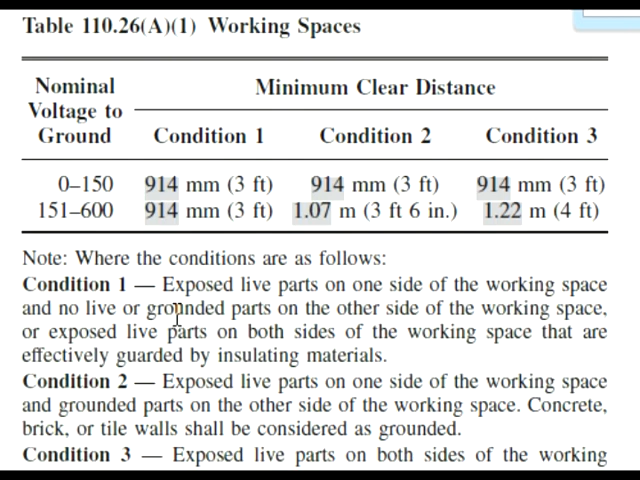 Table 110.26(A)(1) Working Spaces
Nominal Voltage to Ground
Minimum Clear Distance
Condition 1 Condition 2 Condition 3
0–150 914 mm (3 ft) 914 mm (3 ft) 914 mm (3 ft)
151–600 914 mm (3 ft) 1.07 m (3 ft 6 in.) 1.22 m (4 ft)
Note: Where the conditions are as follows:
Condition 1 — Exposed live parts on one side of the working space
and no live or grounded parts on the other side of the working space,
or exposed live parts on both sides of the working space that are
effectively guarded by insulating materials.
Condition 2 — Exposed live parts on one side of the working space
and grounded parts on the other side of the working space. Concrete,
brick, or tile walls shall be considered as grounded.
Condition 3 — Exposed live parts on both sides of the working